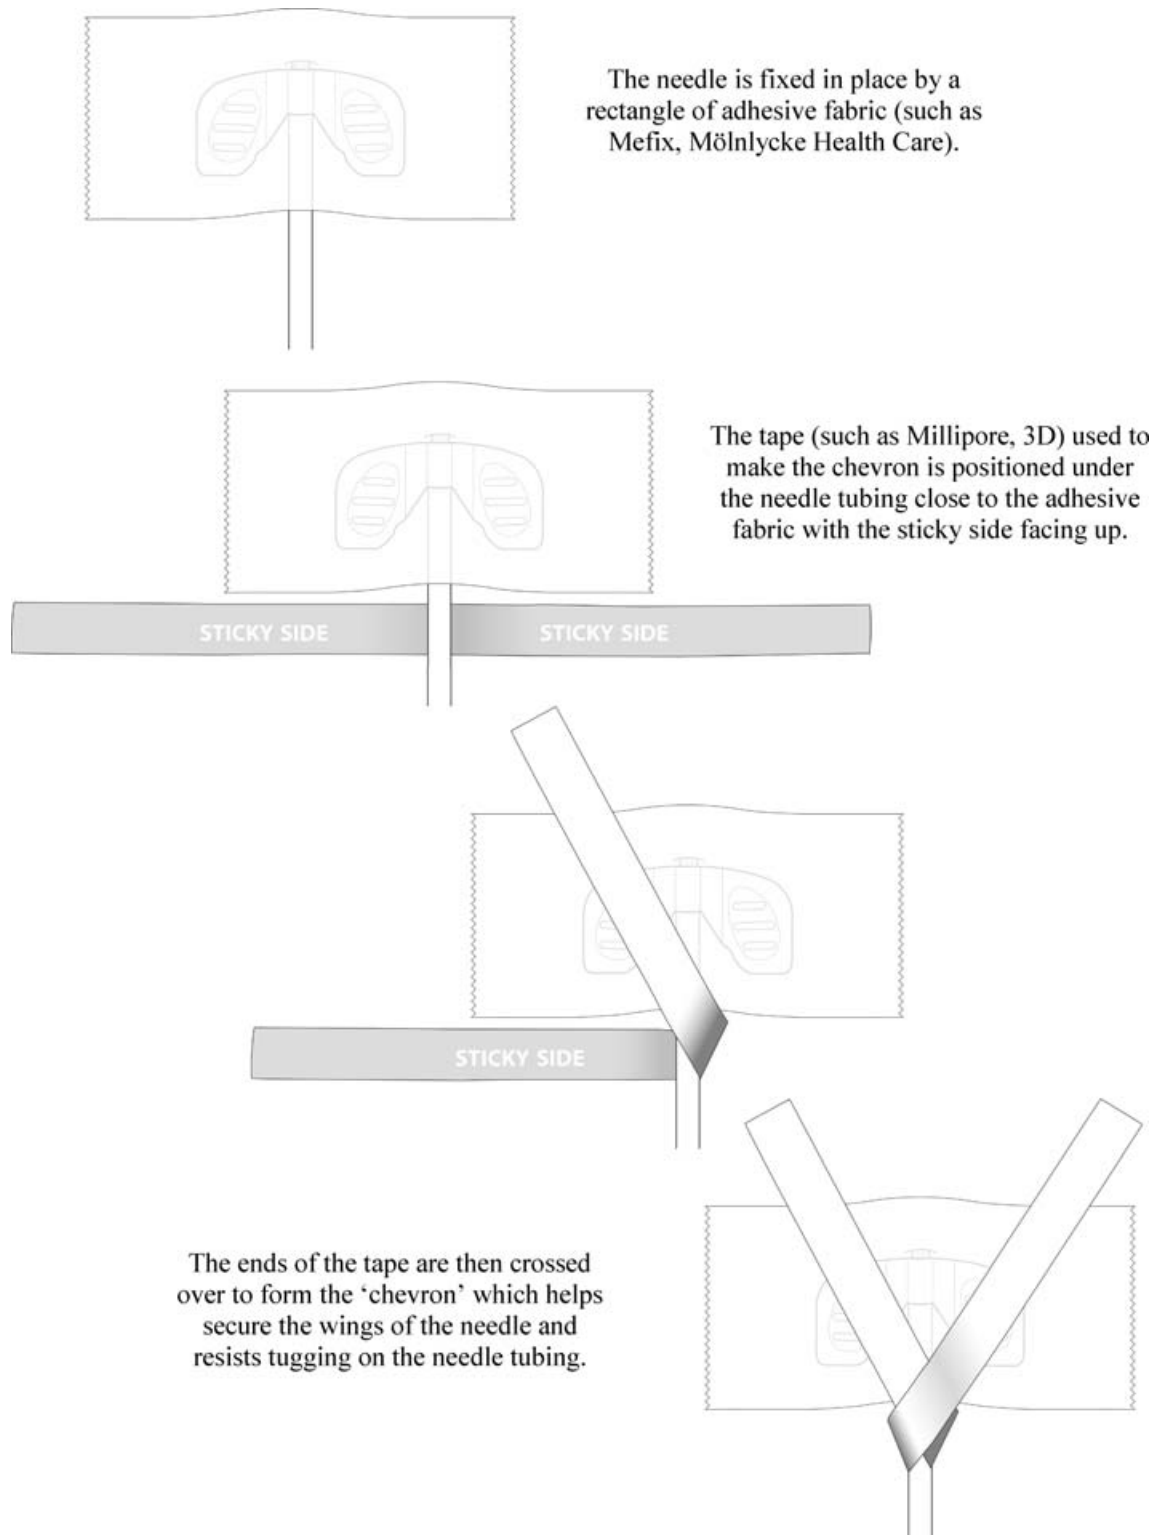 The needle is fixed in place by a
rectangle of adhesive fabric (such as
Mefix, Mölnlycke Health Care).
The tape (such as Millipore, 3D) used to
make the chevron is positioned under
the needle tubing close to the adhesive
fabric with the sticky side facing up.
STICKY SIDE STICKY SIDE
STICKY SIDE
The ends of the tape are then crossed
over to form the ‘chevron’ which helps
secure the wings of the needle and
resists tugging on the needle tubing.